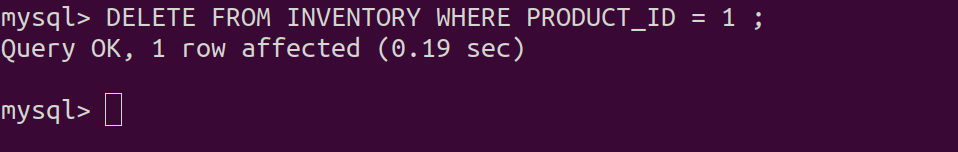 mysql> DELETE FROM INVENTORY WHERE PRODUCT_ID = 1 ;
Query OK, 1 row affected (0.19 sec)
mysql>